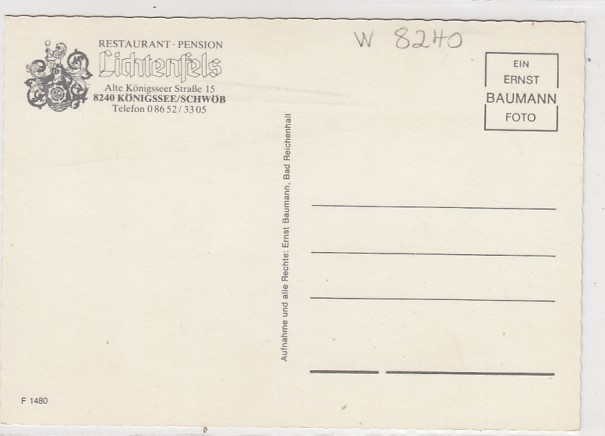 RESTAURANT · PENSION
Lichtenfels
Alte Königsseer Straße 15
8240 KÖNIGSSEE/SCHWÖB
Telefon 0 86 52 / 33 05
W 8240
EIN
ERNST
BAUMANN
FOTO
Aufnahme und alle Rechte: Ernst Baumann, Bad Reichenhall
F 1480